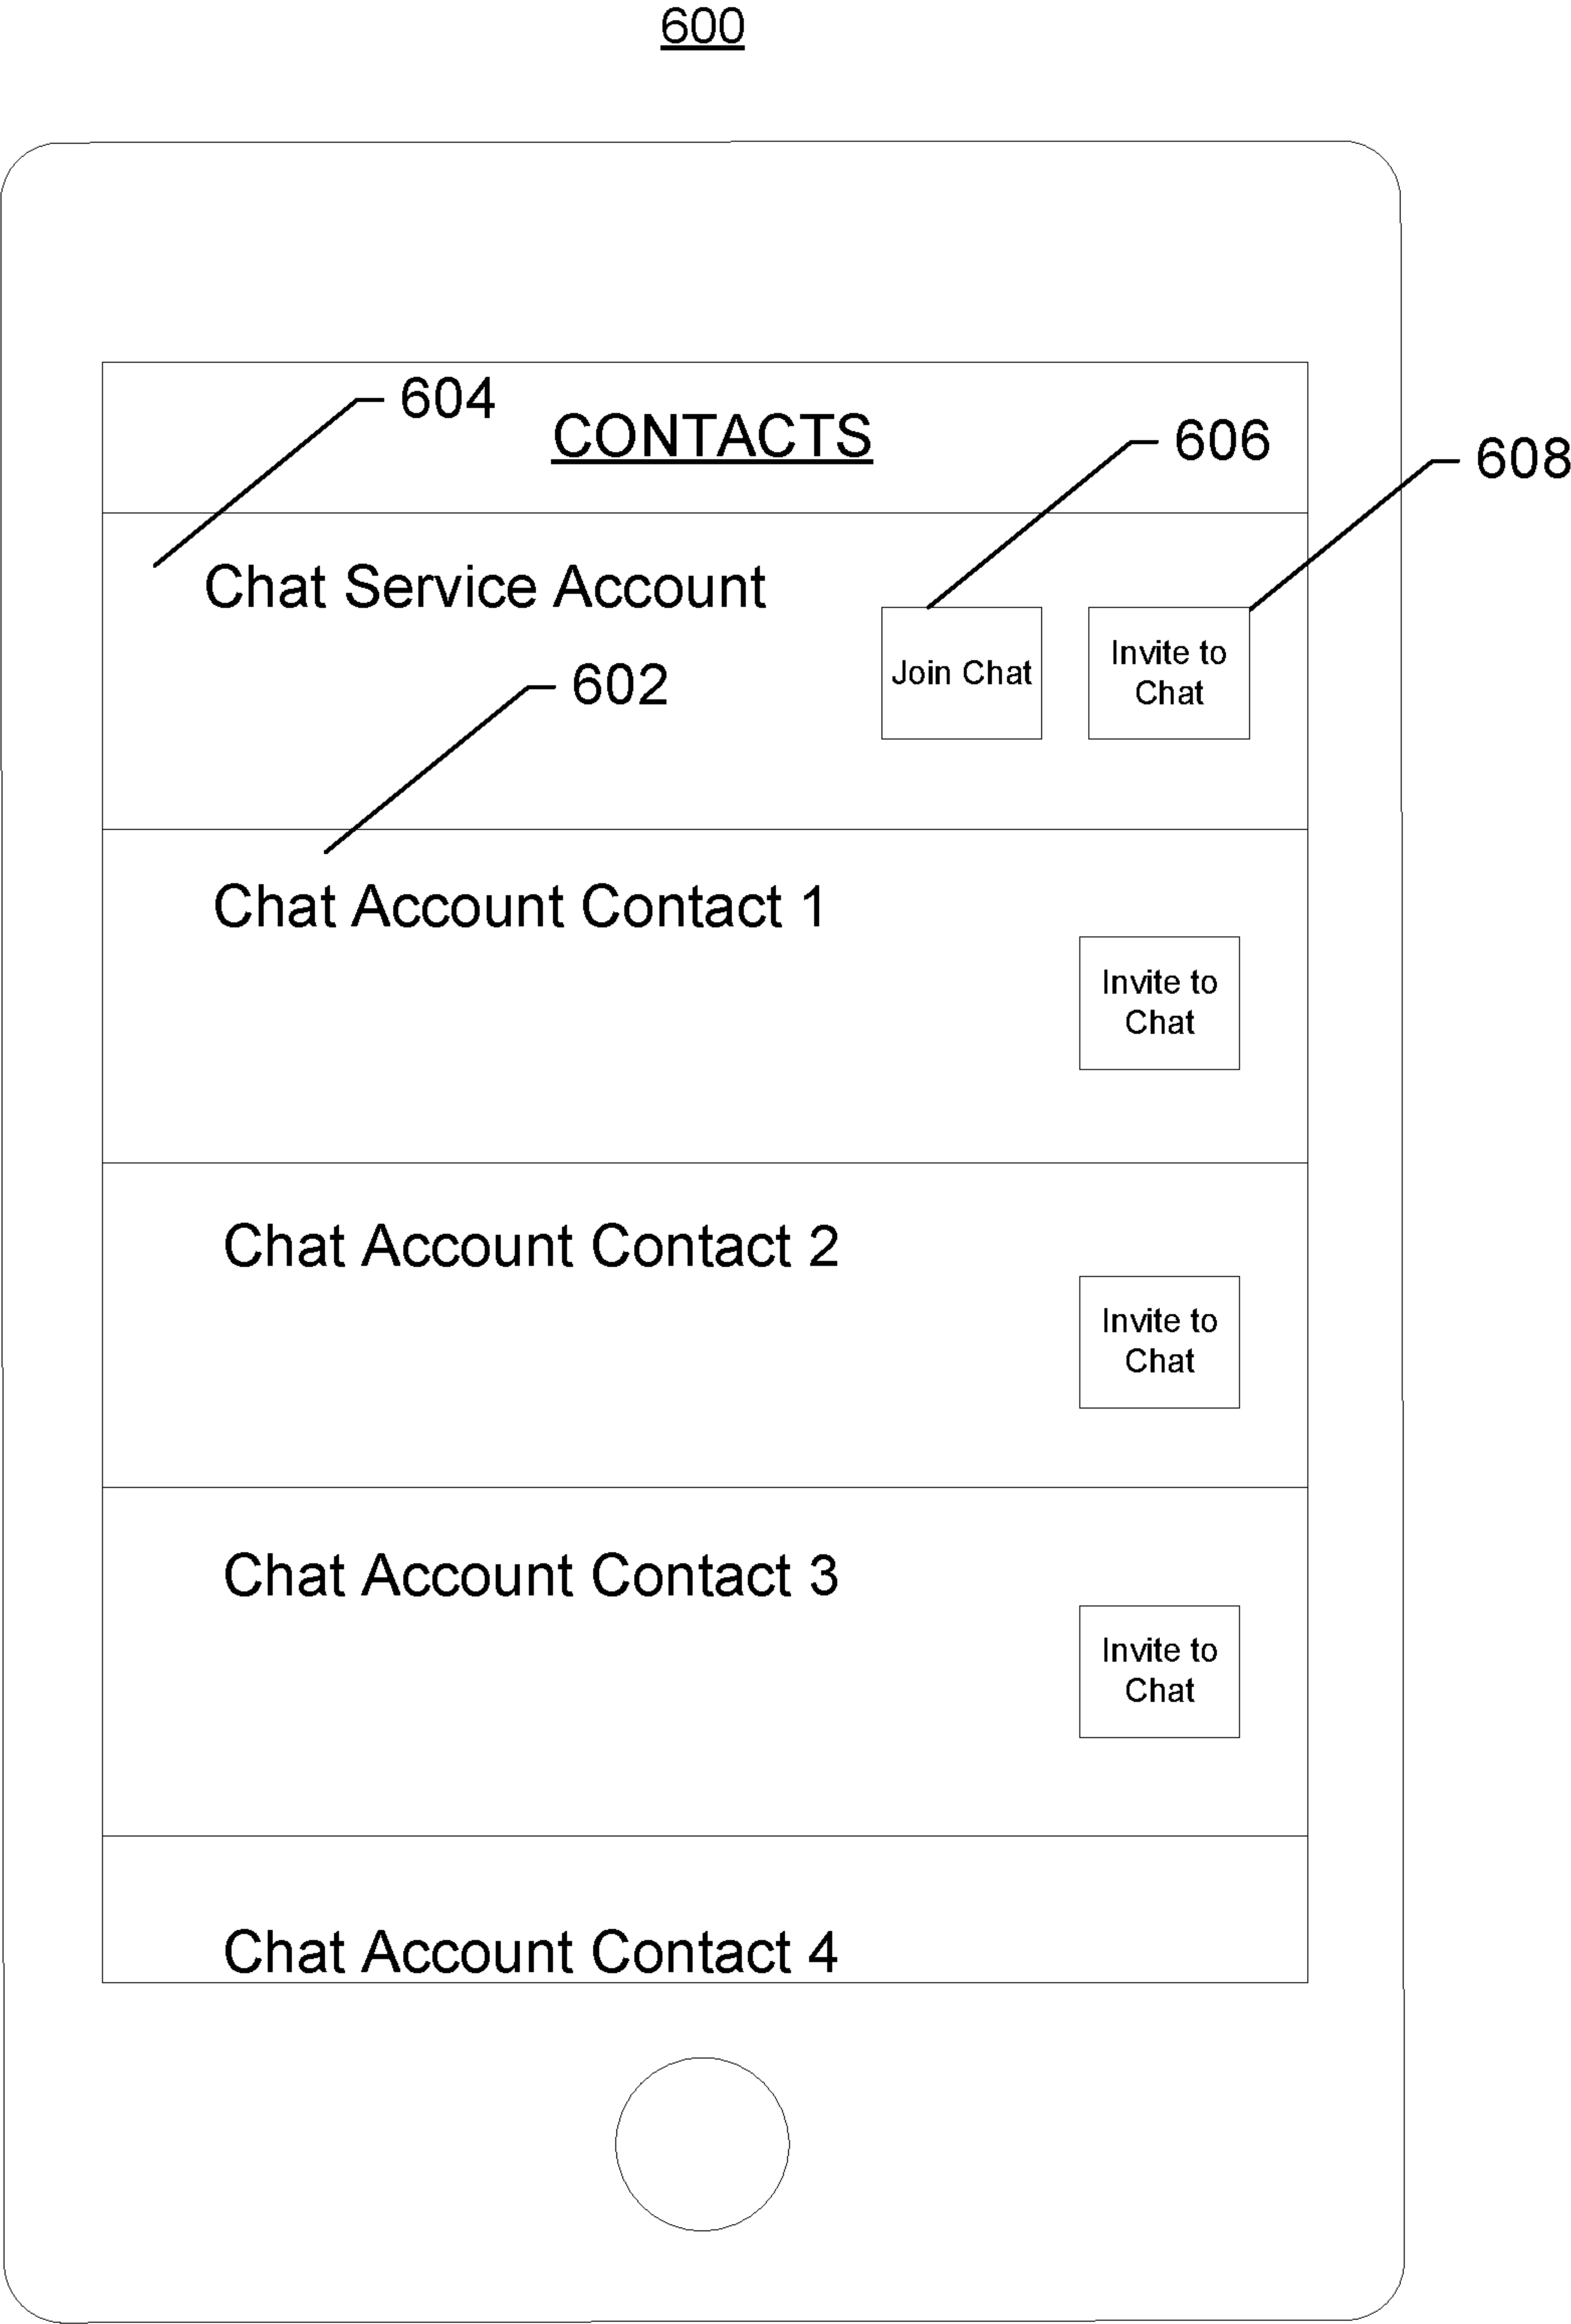 600
604
CONTACTS
606
608
Chat Service Account
602
Join Chat
Invite to
Chat
Chat Account Contact 1
Invite to
Chat
Chat Account Contact 2
Invite to
Chat
Chat Account Contact 3
Invite to
Chat
Chat Account Contact 4